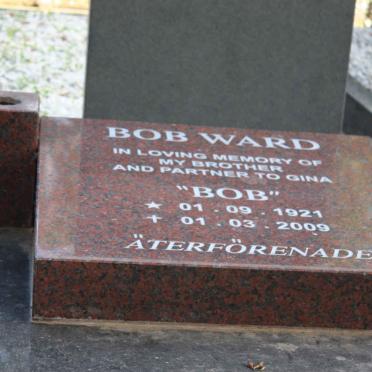 BOB WARD
IN LOVING MEMORY OF
MY BROTHER
AND PARTNER TO GINA
"BOB"
★ 01 · 09 · 1921
✝ 01 · 03 · 2009
ÄTERFÖRENADE